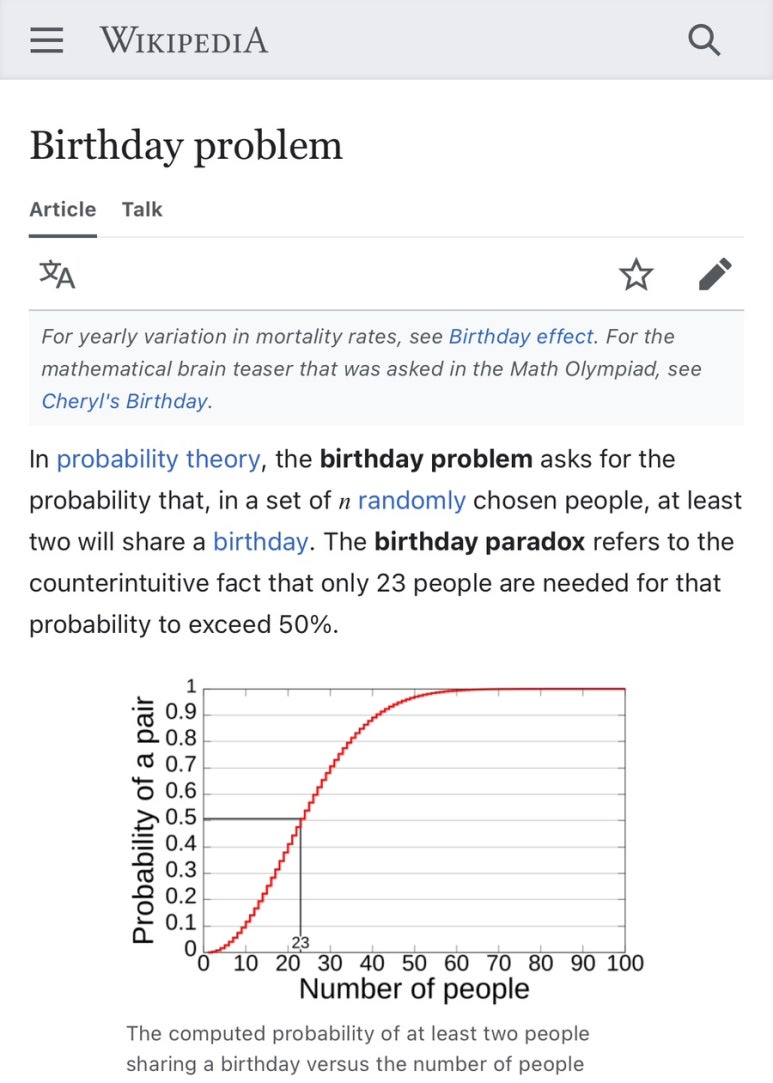 WIKIPEDIA
Birthday problem
Article Talk
文A
For yearly variation in mortality rates, see Birthday effect. For the
mathematical brain teaser that was asked in the Math Olympiad, see
Cheryl's Birthday.
In probability theory, the birthday problem asks for the
probability that, in a set of n randomly chosen people, at least
two will share a birthday. The birthday paradox refers to the
counterintuitive fact that only 23 people are needed for that
probability to exceed 50%.
Probability of a pair
1
0.9
0.8
0.7
0.6
0.5
0.4
0.3
0.2
0.1
0
23
0 10 20 30 40 50 60 70 80 90 100
Number of people
The computed probability of at least two people
sharing a birthday versus the number of people